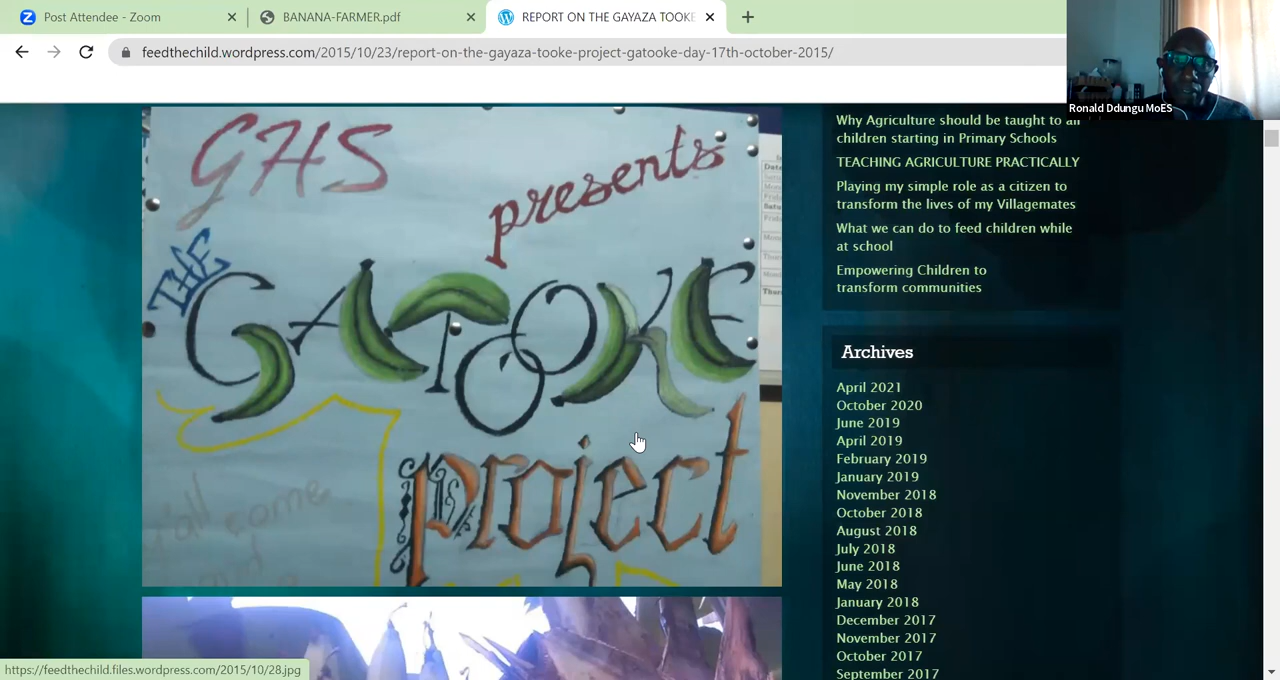 Post Attendee - Zoom
BANANA-FARMER.pdf
REPORT ON THE GAYAZA TOOKE
feedthechild.wordpress.com/2015/10/23/report-on-the-gayaza-tooke-project-gatooke-day-17th-october-2015/
Ronald Ddungu MoES
GHS
presents
THE
GATOOKE
project
y'all come
Why Agriculture should be taught to all
children starting in Primary Schools
TEACHING AGRICULTURE PRACTICALLY
Playing my simple role as a citizen to
transform the lives of my Villagemates
What we can do to feed children while
at school
Empowering Children to
transform communities
Archives
April 2021
October 2020
June 2019
April 2019
February 2019
January 2019
November 2018
October 2018
August 2018
July 2018
June 2018
May 2018
January 2018
December 2017
November 2017
October 2017
September 2017
https://feedthechild.files.wordpress.com/2015/10/28.jpg